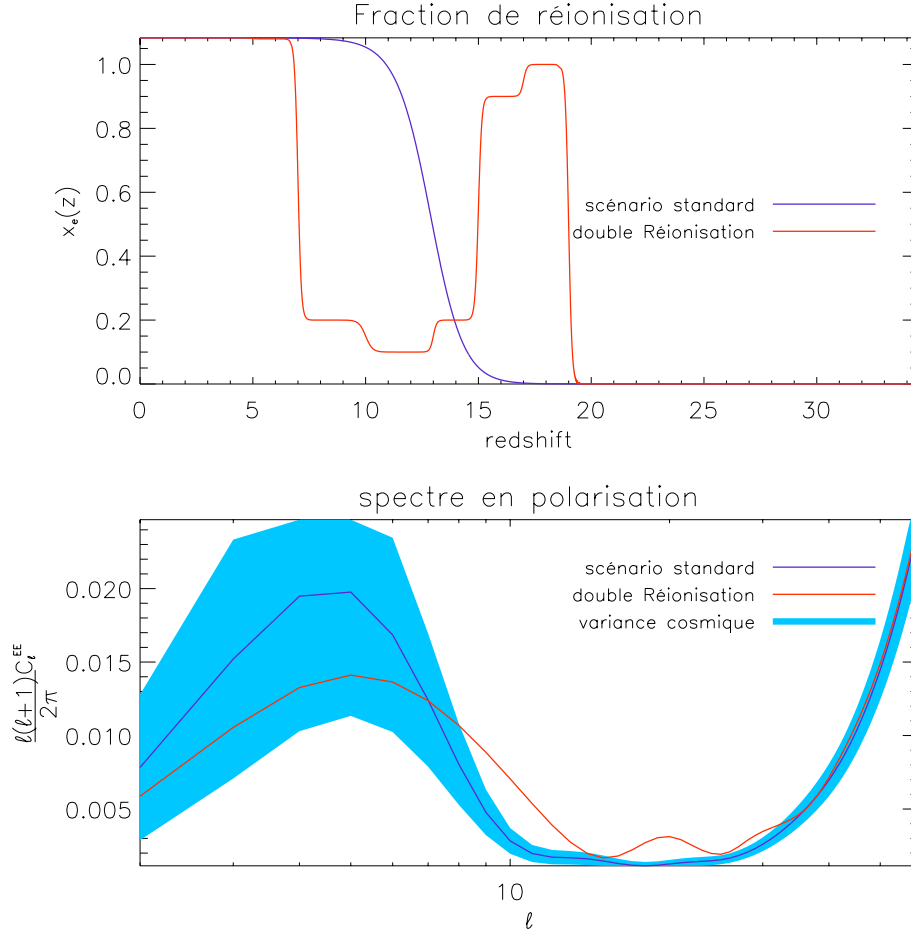 Fraction de réionisation
1.0
0.8
0.6
0.4
0.2
0.0
x_e(z)
scénario standard
double Réionisation
0 5 10 15 20 25 30
redshift
spectre en polarisation
0.020
0.015
0.010
0.005
ℓ(ℓ+1)C_ℓ^EE
2π
scénario standard
double Réionisation
variance cosmique
10
ℓ